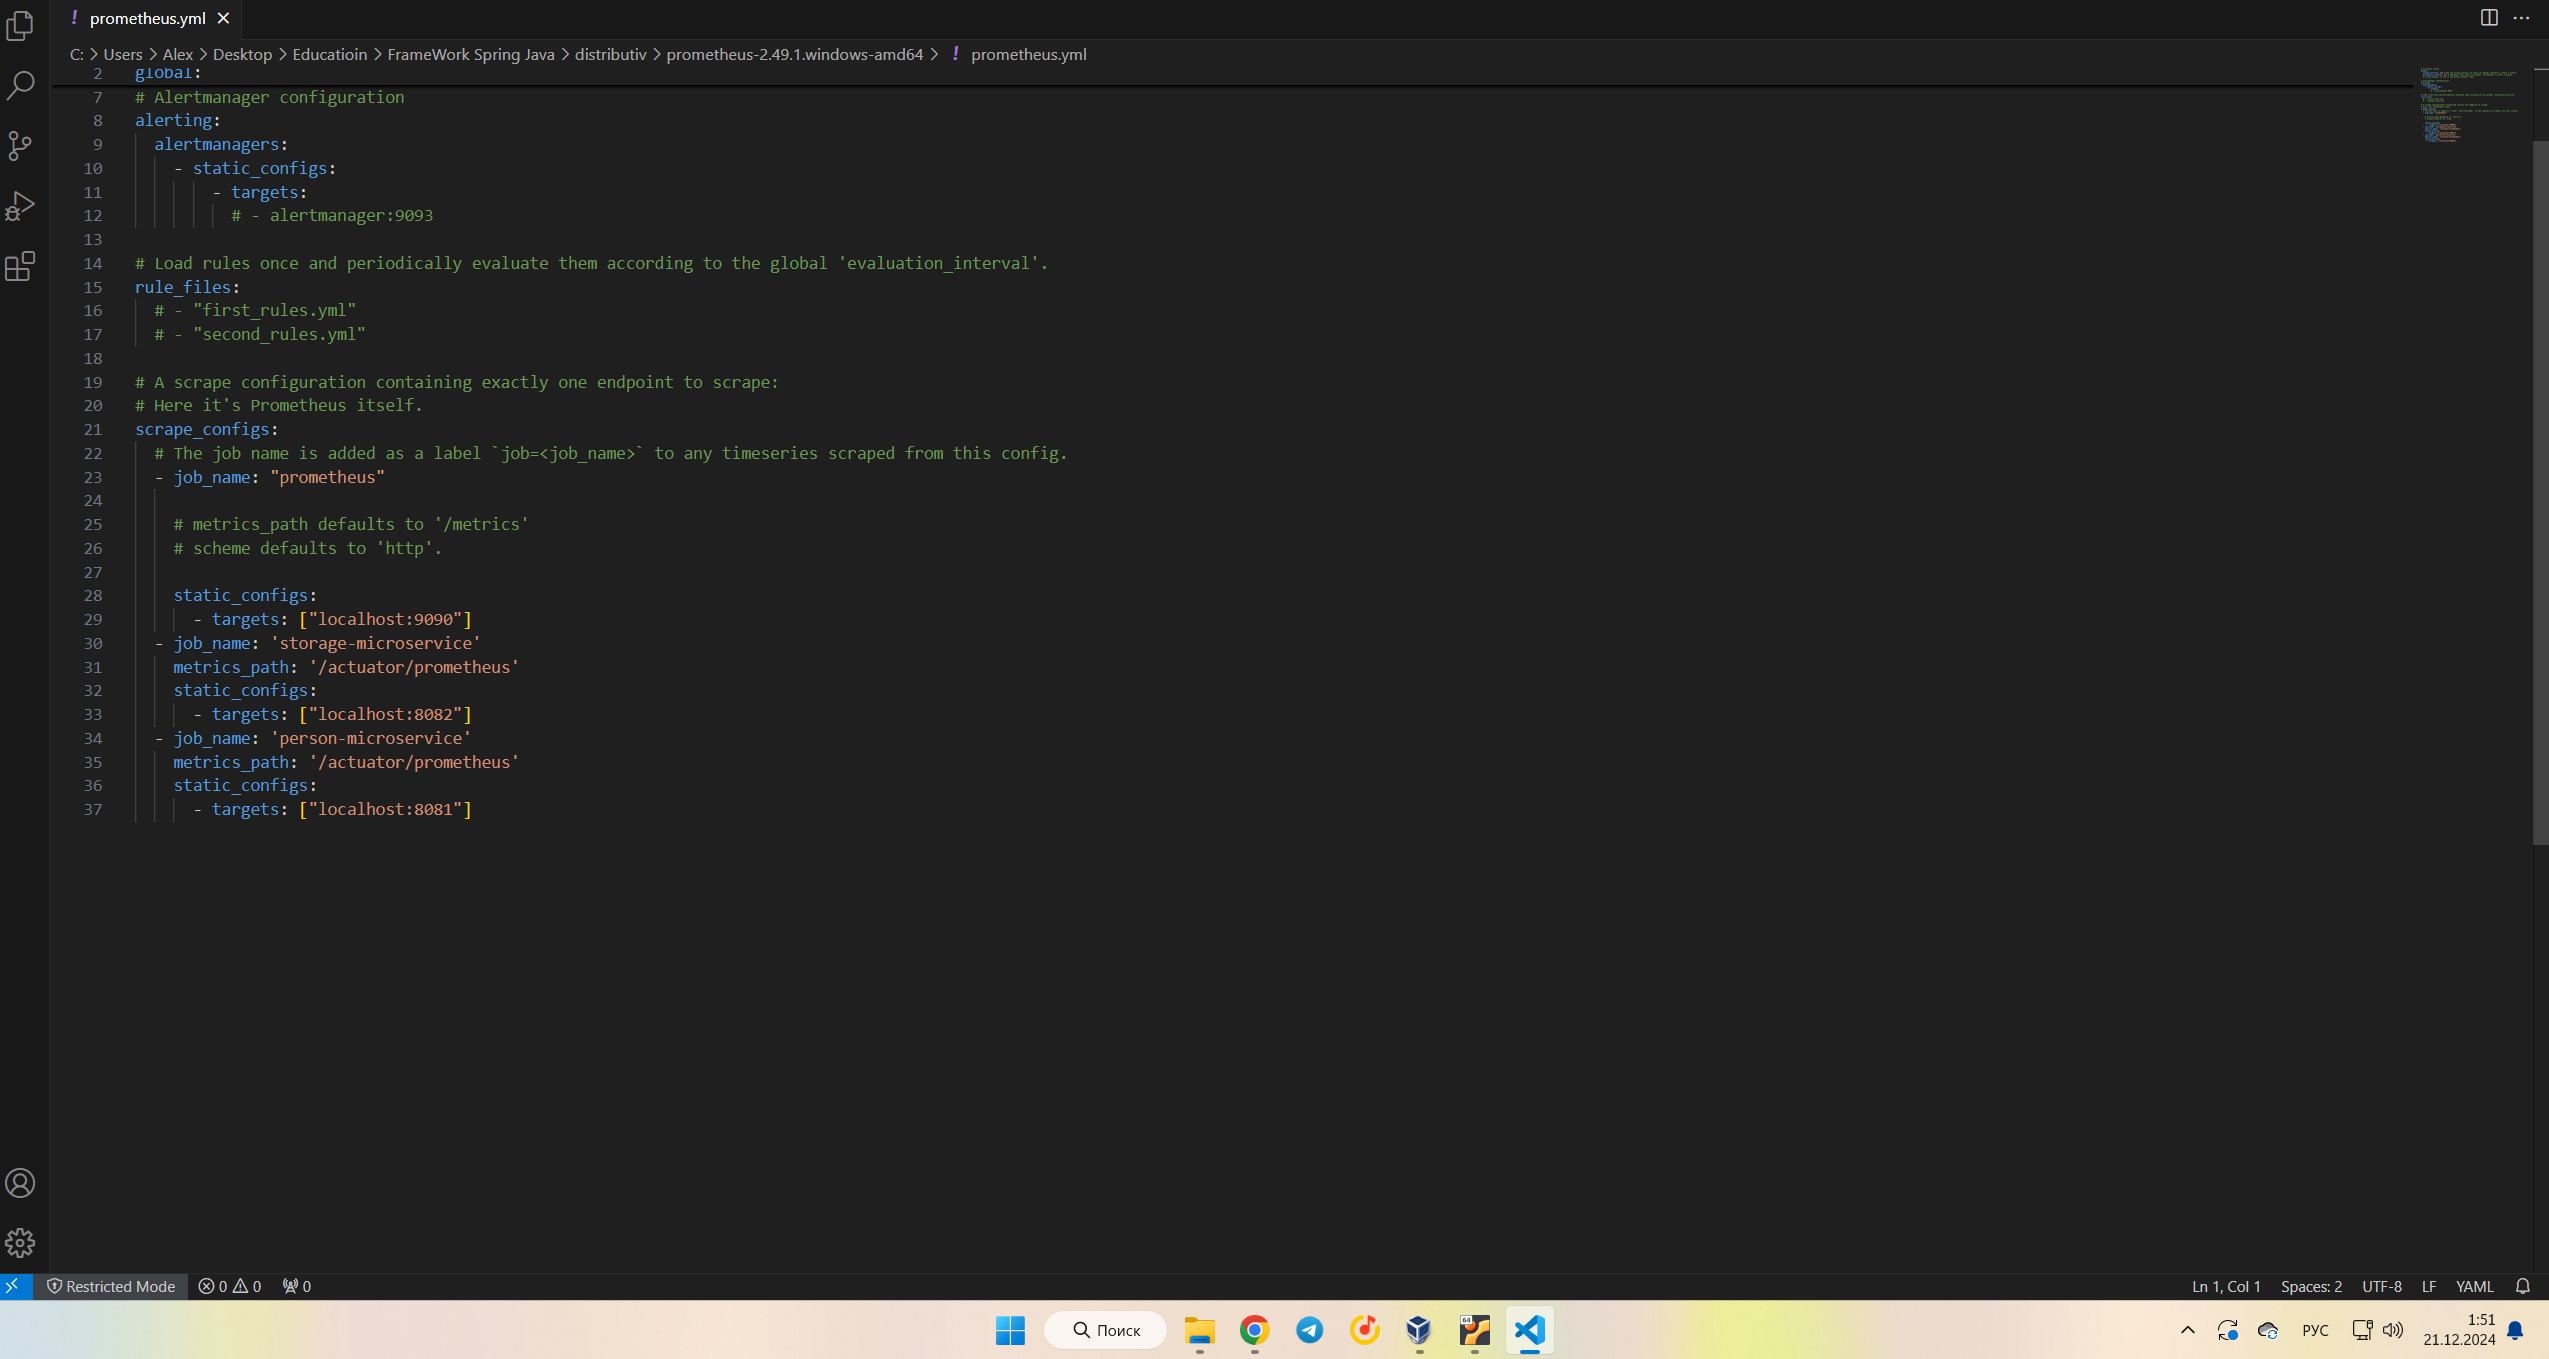 prometheus.yml
C: > Users > Alex > Desktop > Educatioin > FrameWork Spring Java > distributiv > prometheus-2.49.1.windows-amd64 > ! prometheus.yml
2 global:
7 # Alertmanager configuration
8 alerting:
9 alertmanagers:
10 - static_configs:
11 - targets:
12 # - alertmanager:9093
13
14 # Load rules once and periodically evaluate them according to the global 'evaluation_interval'.
15 rule_files:
16 # - "first_rules.yml"
17 # - "second_rules.yml"
18
19 # A scrape configuration containing exactly one endpoint to scrape:
20 # Here it's Prometheus itself.
21 scrape_configs:
22 # The job name is added as a label `job=<job_name>` to any timeseries scraped from this config.
23 - job_name: "prometheus"
24
25 # metrics_path defaults to '/metrics'
26 # scheme defaults to 'http'.
27
28 static_configs:
29 - targets: ["localhost:9090"]
30 - job_name: 'storage-microservice'
31 metrics_path: '/actuator/prometheus'
32 static_configs:
33 - targets: ["localhost:8082"]
34 - job_name: 'person-microservice'
35 metrics_path: '/actuator/prometheus'
36 static_configs:
37 - targets: ["localhost:8081"]
Restricted Mode 0 0 0 Ln 1, Col 1 Spaces: 2 UTF-8 LF YAML
Поиск 64 РУС 1:51
21.12.2024